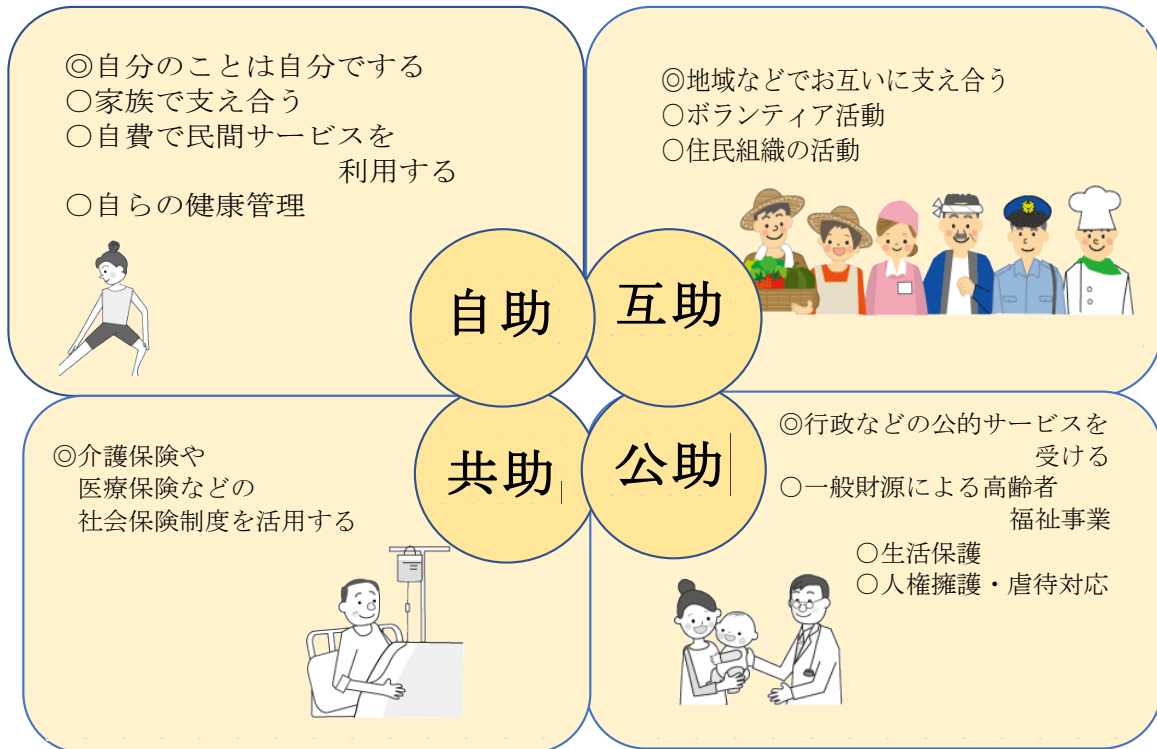 ◎自分のことは自分でする
○家族で支え合う
○自費で民間サービスを
利用する
○自らの健康管理
自助
◎地域などでお互いに支え合う
○ボランティア活動
○住民組織の活動
互助
◎介護保険や
医療保険などの
社会保険制度を活用する
共助
公助
◎行政などの公的サービスを
受ける
○一般財源による高齢者
福祉事業
○生活保護
○人権擁護・虐待対応